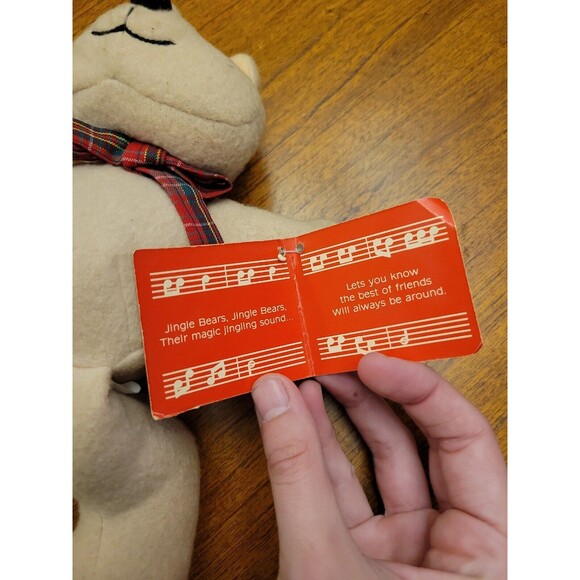 Jingle Bears, Jingle Bears,
Their magic jingling sound...
Lets you know
the best of friends
Will always be around.